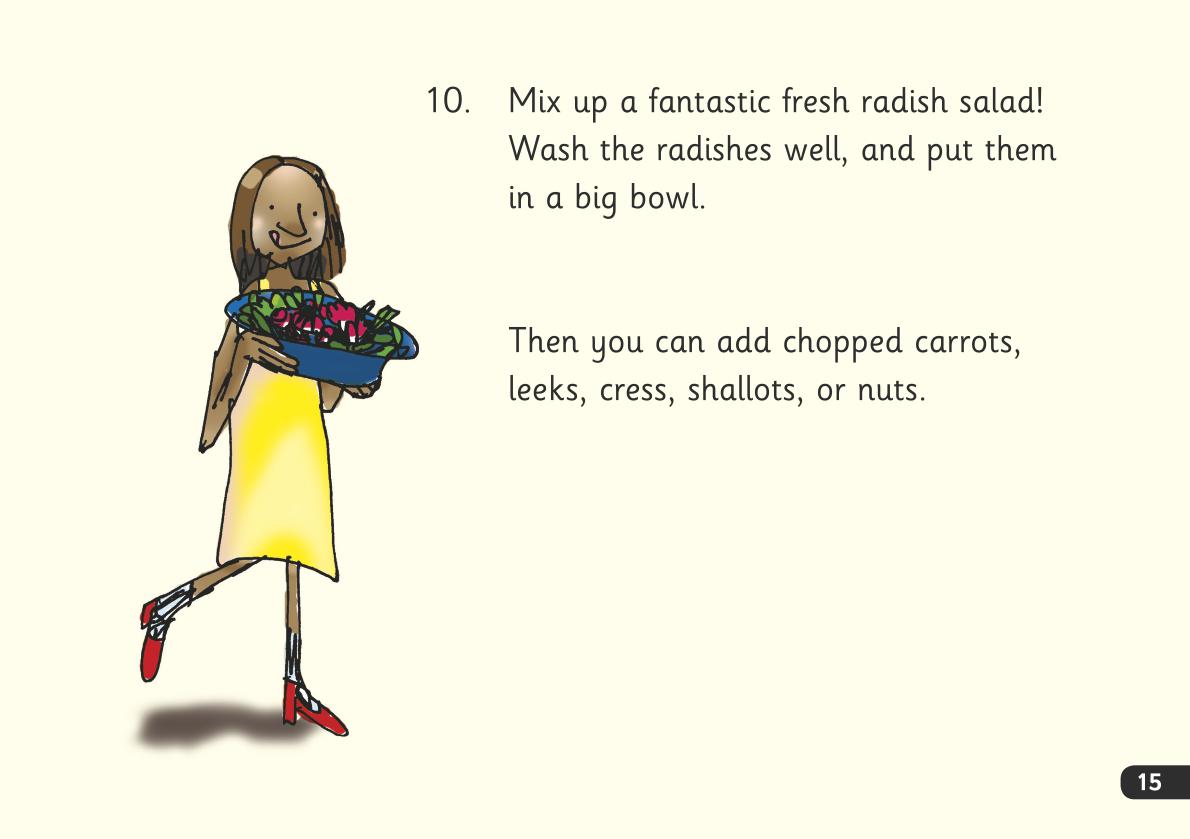 10. Mix up a fantastic fresh radish salad!
Wash the radishes well, and put them
in a big bowl.
Then you can add chopped carrots,
leeks, cress, shallots, or nuts.
15